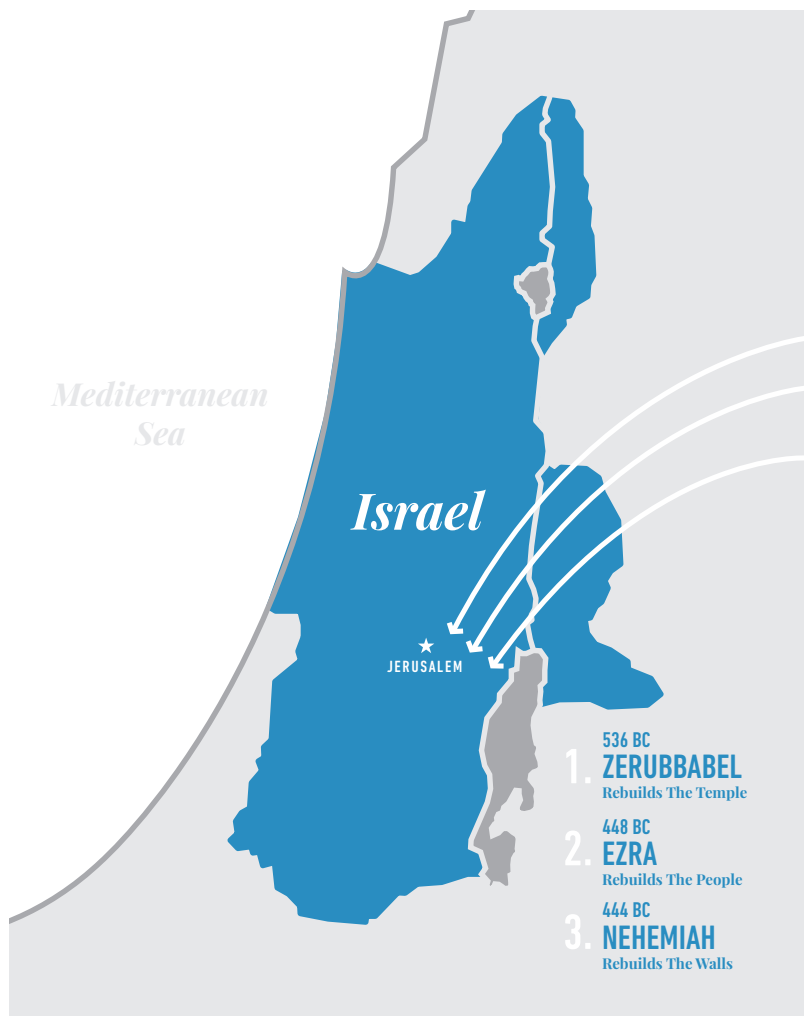 Mediterranean
Sea
Israel
JERUSALEM
536 BC
1. ZERUBBABEL
Rebuilds The Temple
448 BC
2. EZRA
Rebuilds The People
444 BC
3. NEHEMIAH
Rebuilds The Walls